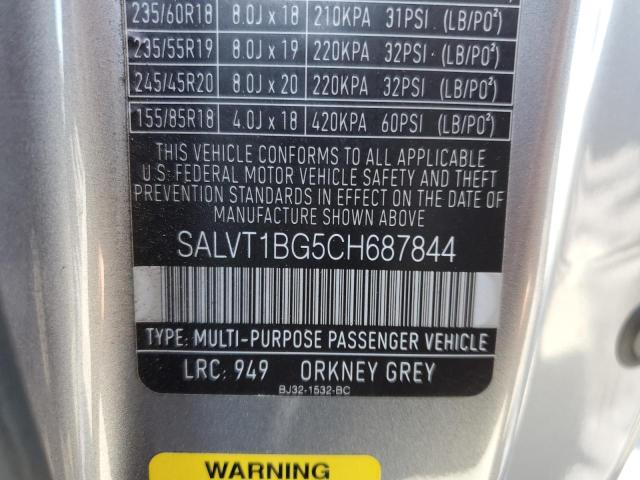 235/60R18 8.0J x 18 210KPA 31PSI (LB/PO²)
235/55R19 8.0J x 19 220KPA 32PSI (LB/PO²)
245/45R20 8.0J x 20 220KPA 32PSI (LB/PO²)
155/85R18 4.0J x 18 420KPA 60PSI (LB/PO²)
THIS VEHICLE CONFORMS TO ALL APPLICABLE
U.S. FEDERAL MOTOR VEHICLE SAFETY AND THEFT
PREVENTION STANDARDS IN EFFECT ON THE DATE OF
MANUFACTURE SHOWN ABOVE
SALVT1BG5CH687844
TYPE: MULTI-PURPOSE PASSENGER VEHICLE
LRC: 949 ORKNEY GREY
BJ32-1532-BC
WARNING